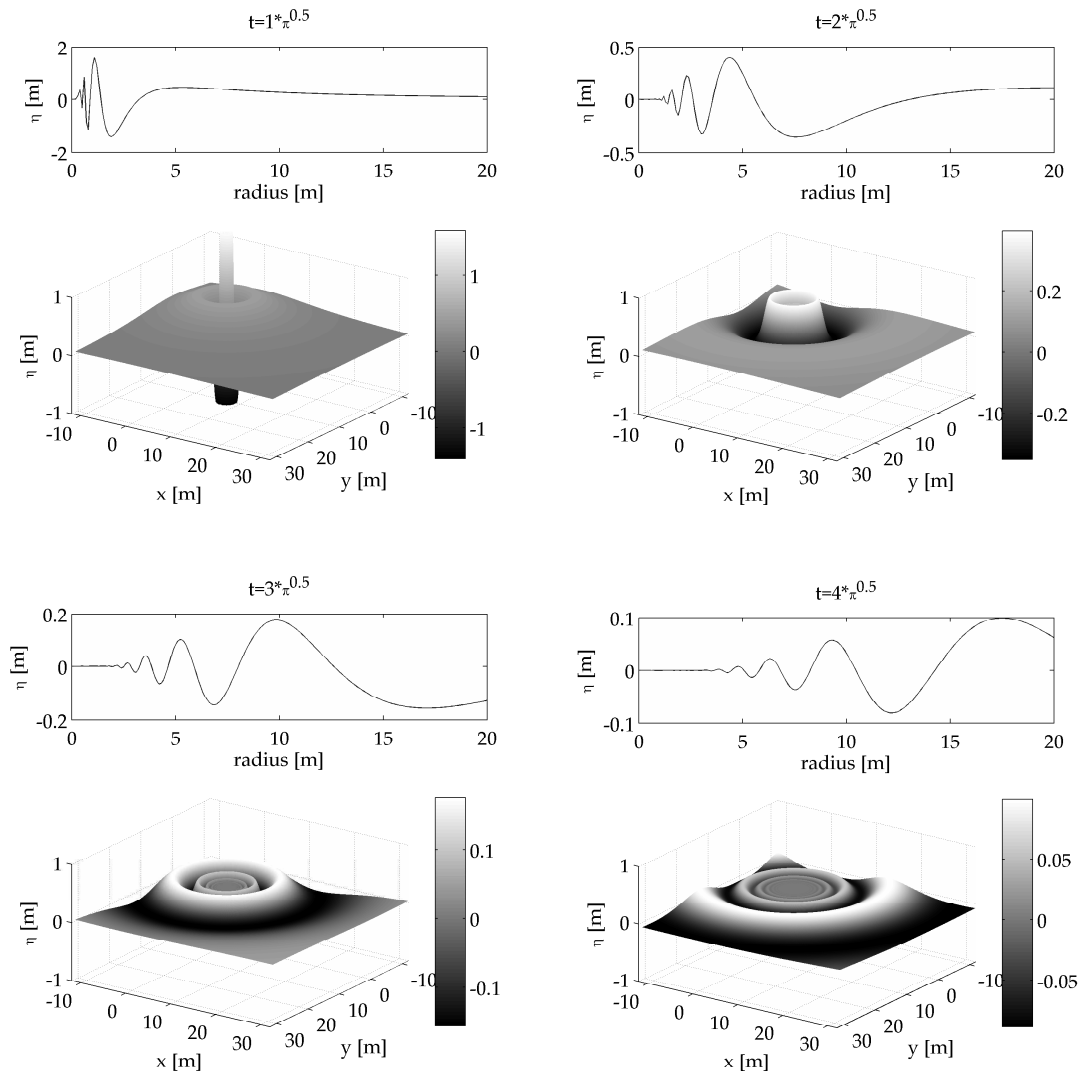 t=1*π^0.5
2
0
-2
η [m]
0 5 10 15 20
radius [m]
1
0
-1
η [m]
-10 0 10 20 30
x [m]
30 20 10 0 -10
y [m]
1
0
-1
t=2*π^0.5
0.5
0
-0.5
η [m]
0 5 10 15 20
radius [m]
1
0
-1
η [m]
-10 0 10 20 30
x [m]
30 20 10 0 -10
y [m]
0.2
0
-0.2
t=3*π^0.5
0.2
0
-0.2
η [m]
0 5 10 15 20
radius [m]
1
0
-1
η [m]
-10 0 10 20 30
x [m]
30 20 10 0 -10
y [m]
0.1
0
-0.1
t=4*π^0.5
0.1
0
-0.1
η [m]
0 5 10 15 20
radius [m]
1
0
-1
η [m]
-10 0 10 20 30
x [m]
30 20 10 0 -10
y [m]
0.05
0
-0.05